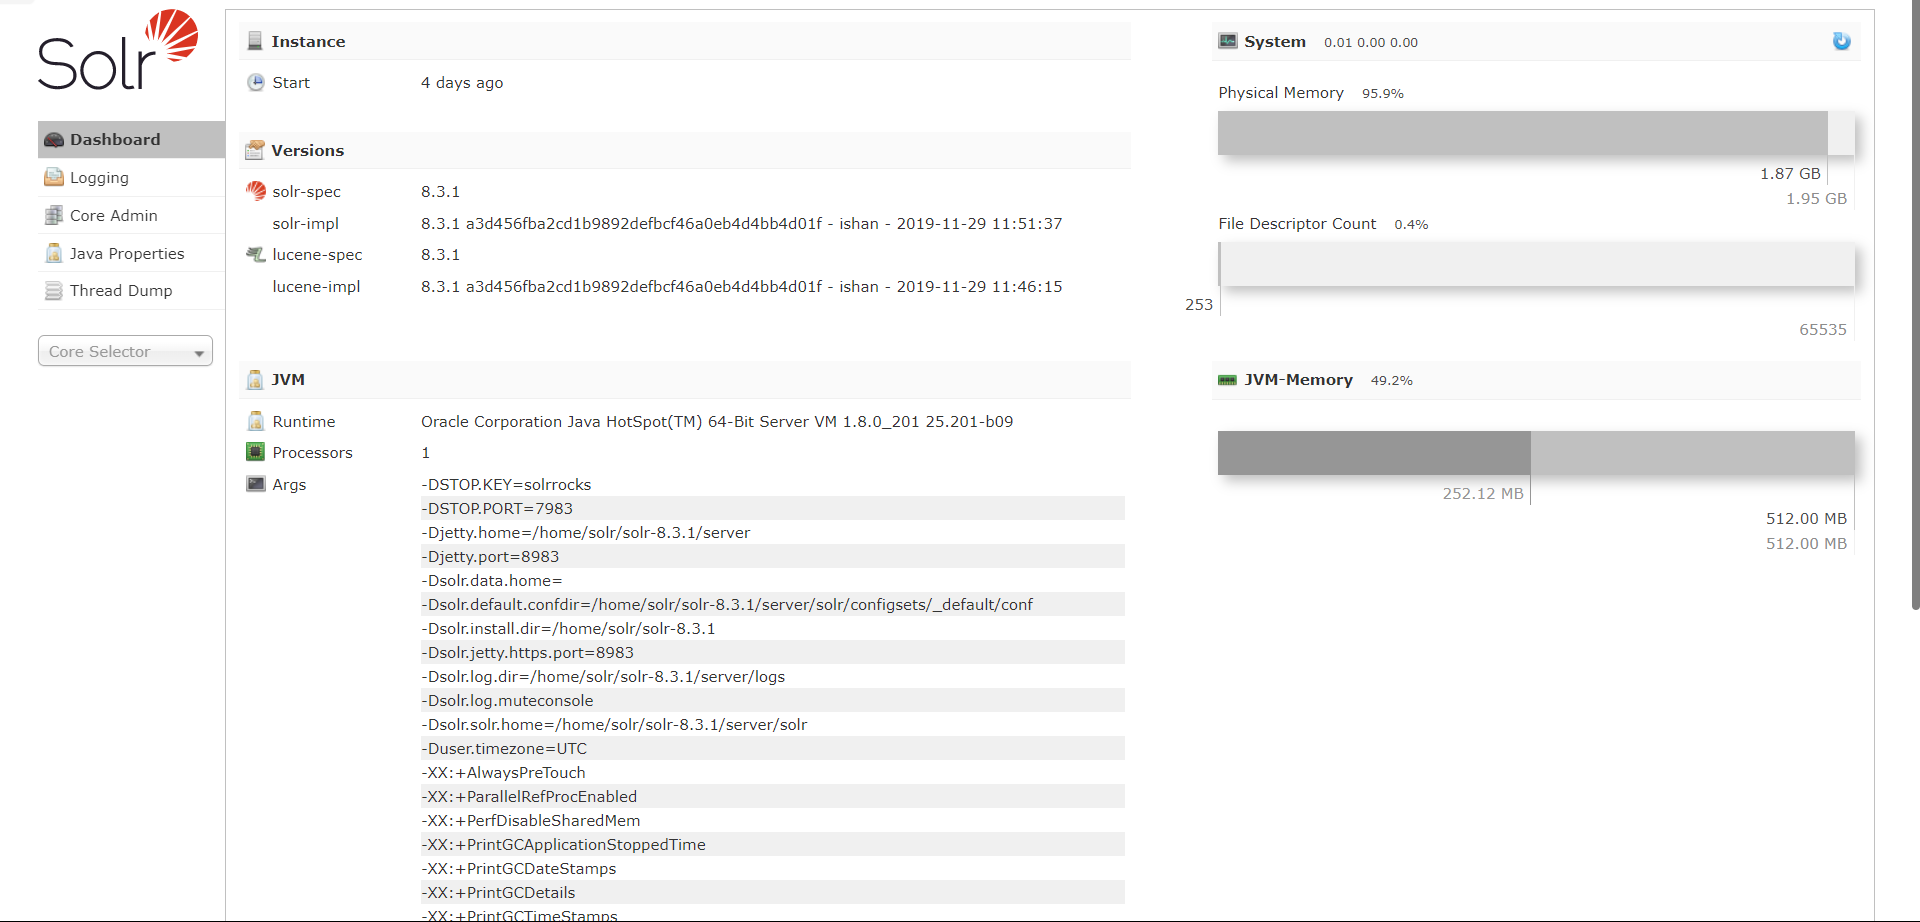 Solr
Dashboard
Logging
Core Admin
Java Properties
Thread Dump
Core Selector
Instance
Start 4 days ago
Versions
solr-spec 8.3.1
solr-impl 8.3.1 a3d456fba2cd1b9892defbcf46a0eb4d4bb4d01f - ishan - 2019-11-29 11:51:37
lucene-spec 8.3.1
lucene-impl 8.3.1 a3d456fba2cd1b9892defbcf46a0eb4d4bb4d01f - ishan - 2019-11-29 11:46:15
JVM
Runtime Oracle Corporation Java HotSpot(TM) 64-Bit Server VM 1.8.0_201 25.201-b09
Processors 1
Args -DSTOP.KEY=solrrocks
-DSTOP.PORT=7983
-Djetty.home=/home/solr/solr-8.3.1/server
-Djetty.port=8983
-Dsolr.data.home=
-Dsolr.default.confdir=/home/solr/solr-8.3.1/server/solr/configsets/_default/conf
-Dsolr.install.dir=/home/solr/solr-8.3.1
-Dsolr.jetty.https.port=8983
-Dsolr.log.dir=/home/solr/solr-8.3.1/server/logs
-Dsolr.log.muteconsole
-Dsolr.solr.home=/home/solr/solr-8.3.1/server/solr
-Duser.timezone=UTC
-XX:+AlwaysPreTouch
-XX:+ParallelRefProcEnabled
-XX:+PerfDisableSharedMem
-XX:+PrintGCApplicationStoppedTime
-XX:+PrintGCDateStamps
-XX:+PrintGCDetails
-XX:+PrintGCTimeStamps
System 0.01 0.00 0.00
Physical Memory 95.9%
1.87 GB
1.95 GB
File Descriptor Count 0.4%
253
65535
JVM-Memory 49.2%
252.12 MB
512.00 MB
512.00 MB